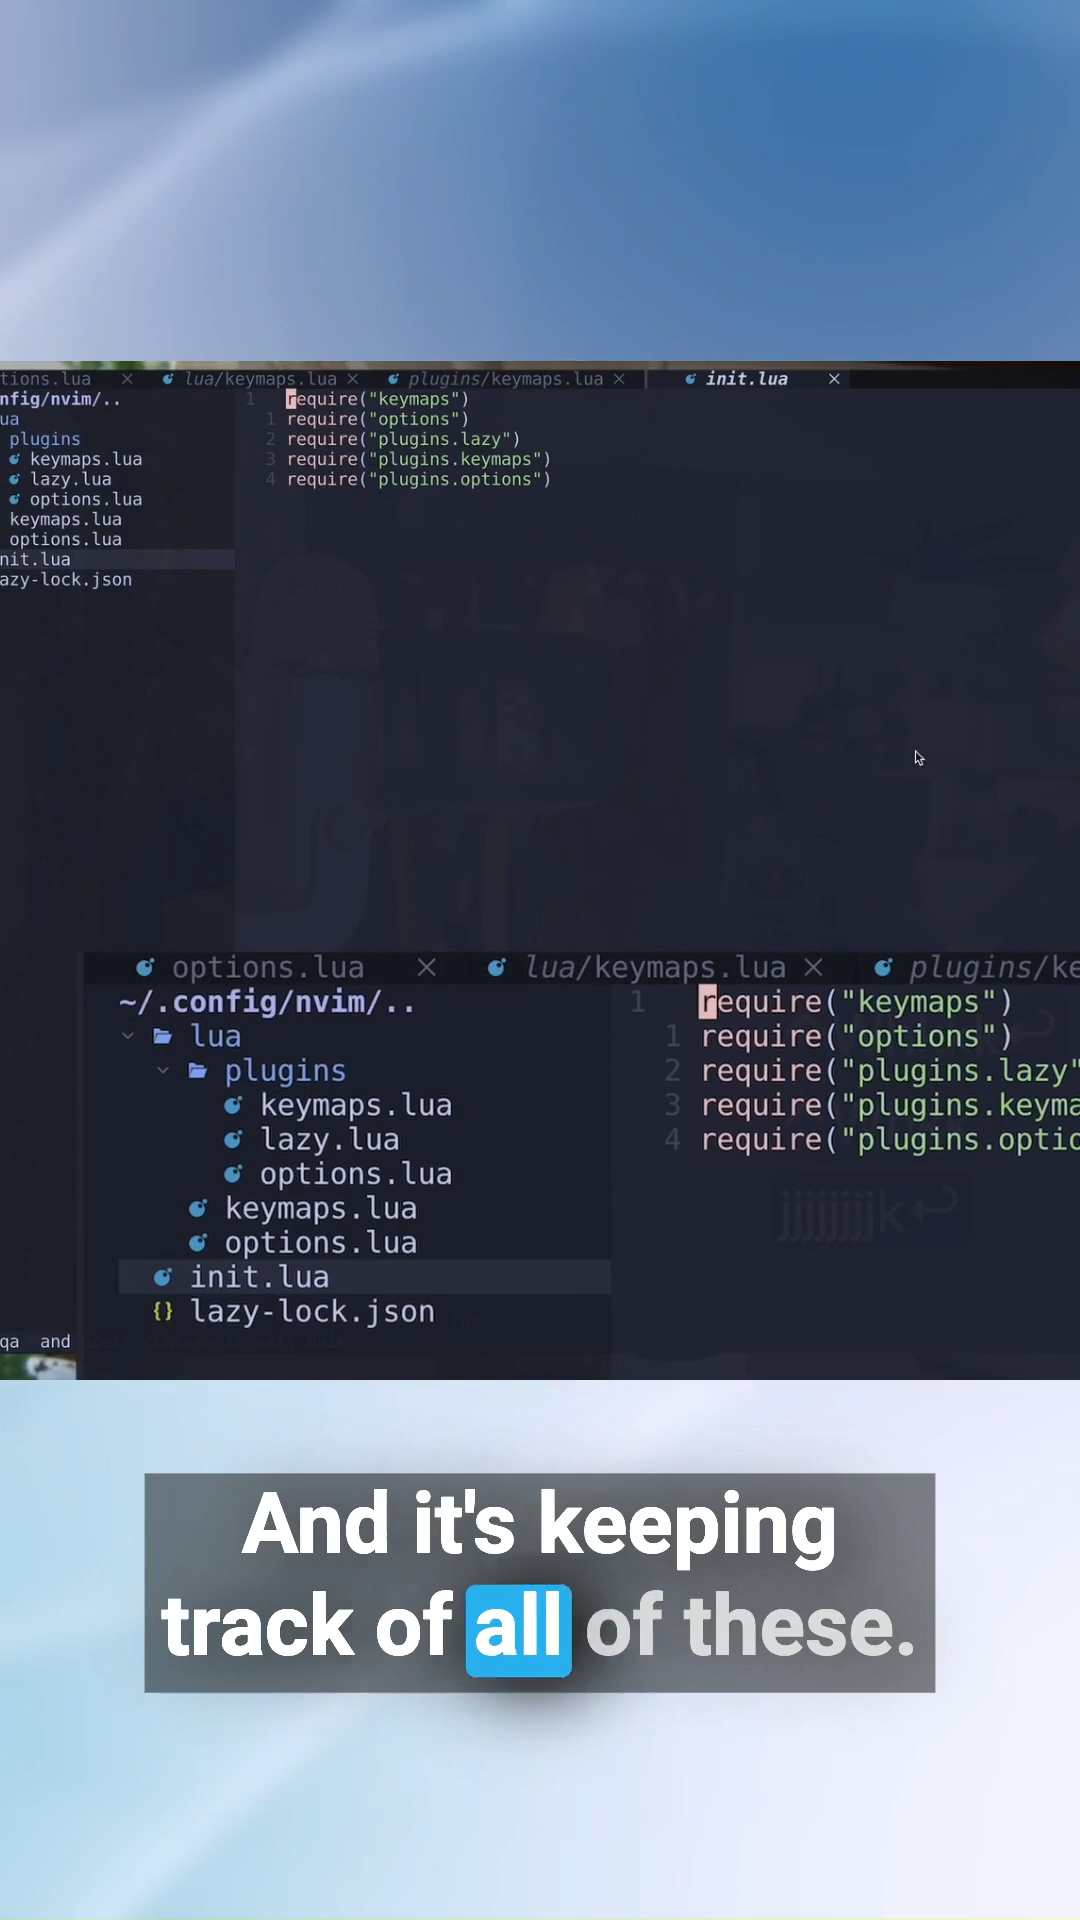 tions.lua × lua/keymaps.lua × plugins/keymaps.lua × init.lua ×
nfig/nvim/..
ua
plugins
keymaps.lua
lazy.lua
options.lua
keymaps.lua
options.lua
nit.lua
azy-lock.json
1 require("keymaps")
1 require("options")
2 require("plugins.lazy")
3 require("plugins.keymaps")
4 require("plugins.options")
options.lua × lua/keymaps.lua × plugins/ke
~/.config/nvim/..
lua
plugins
keymaps.lua
lazy.lua
options.lua
keymaps.lua
options.lua
init.lua
{} lazy-lock.json
1 require("keymaps")
1 require("options")
2 require("plugins.lazy"
3 require("plugins.keyma
4 require("plugins.optio
jjjjjjjjk
qa and
And it's keeping
track of all of these.